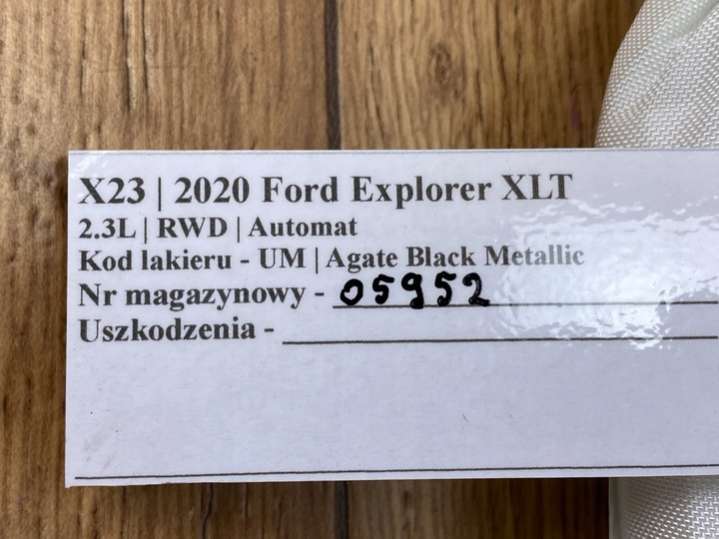 X23 | 2020 Ford Explorer XLT
2.3L | RWD | Automat
Kod lakieru - UM | Agate Black Metallic
Nr magazynowy - 05952
Uszkodzenia -